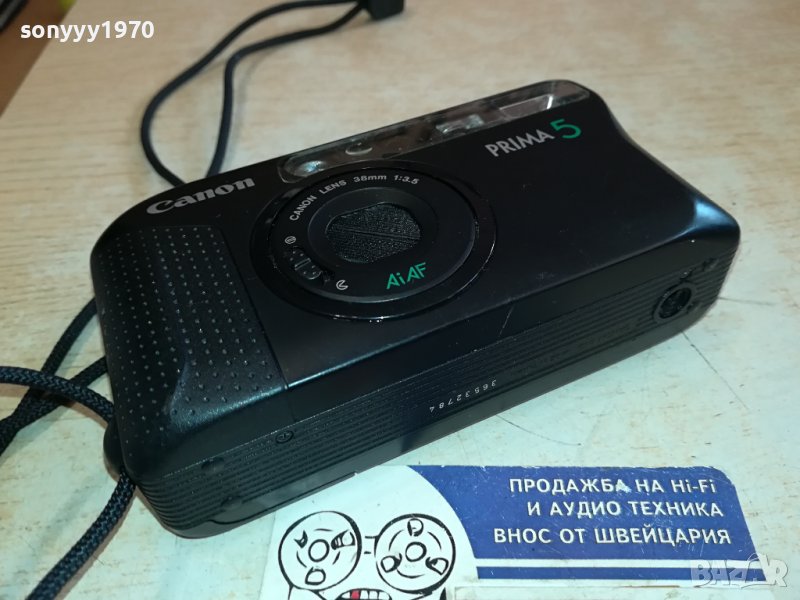 sonyyy1970
Canon
PRIMA 5
CANON LENS 38mm 1:3.5
AiAF
36532784
ПРОДАЖБА НА Hi-Fi
И АУДИО ТЕХНИКА
ВНОС ОТ ШВЕЙЦАРИЯ
BAZAR